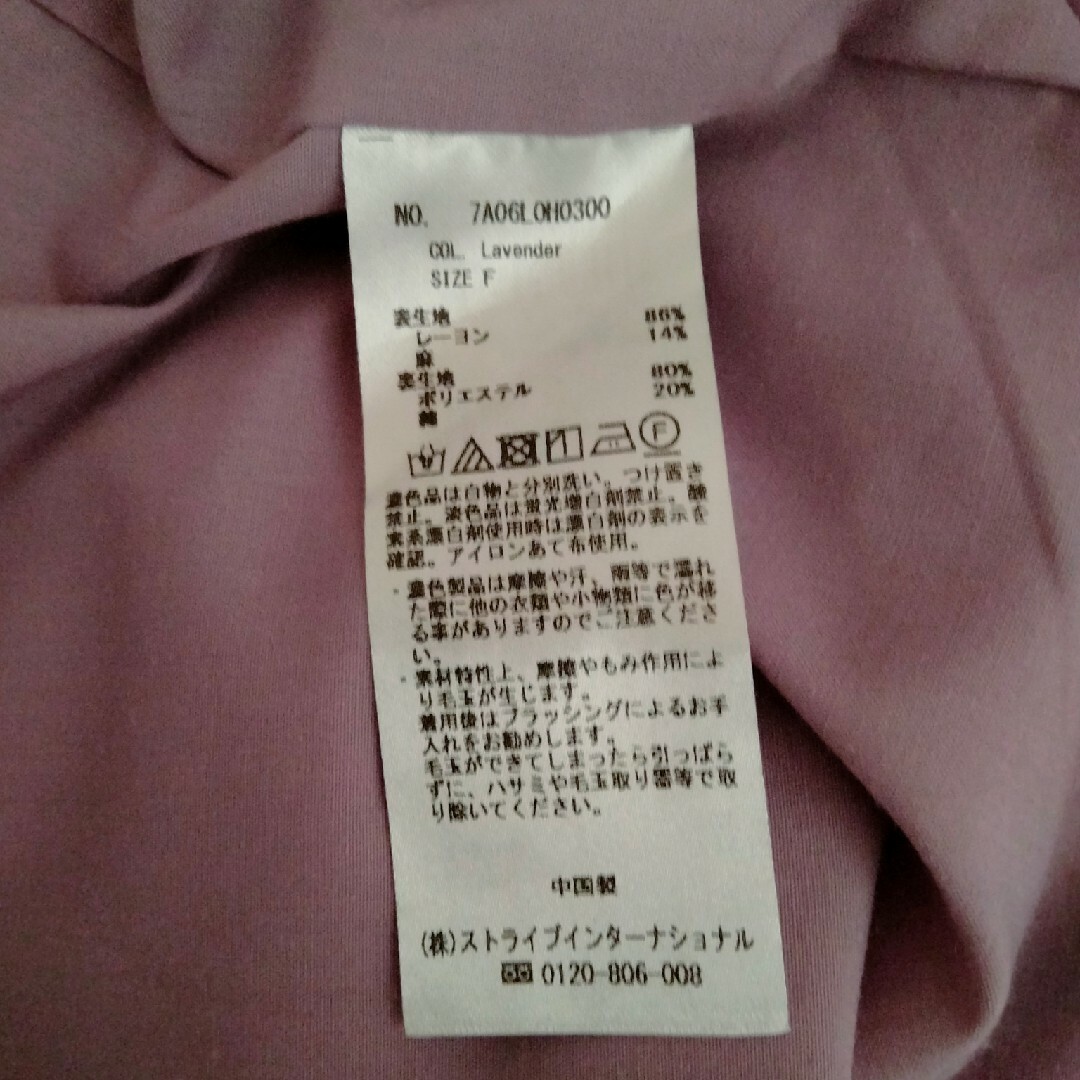 NO. 7A06L0H0300
COL. Lavender
SIZE F
表生地
レーヨン 86%
麻 14%
表生地
ポリエステル 80%
綿 20%
F
濃色品は白物と分別洗い。つけ置き
禁止。淡色品は蛍光増白剤禁止。酸
素系漂白剤使用時は漂白剤の表示を
確認。アイロンあて布使用。
・濃色製品は摩擦や汗、雨等で濡れ
た際に他の衣類や小物類に色が移
る事がありますのでご注意くださ
い。
・素材特性上、摩擦やもみ作用によ
り毛玉が生じます。
着用後はブラッシングによるお手
入れをお勧めします。
毛玉ができてしまったら引っぱら
ずに、ハサミや毛玉取り器等で取
り除いてください。
中国製
(株)ストライプインターナショナル
0120-806-008